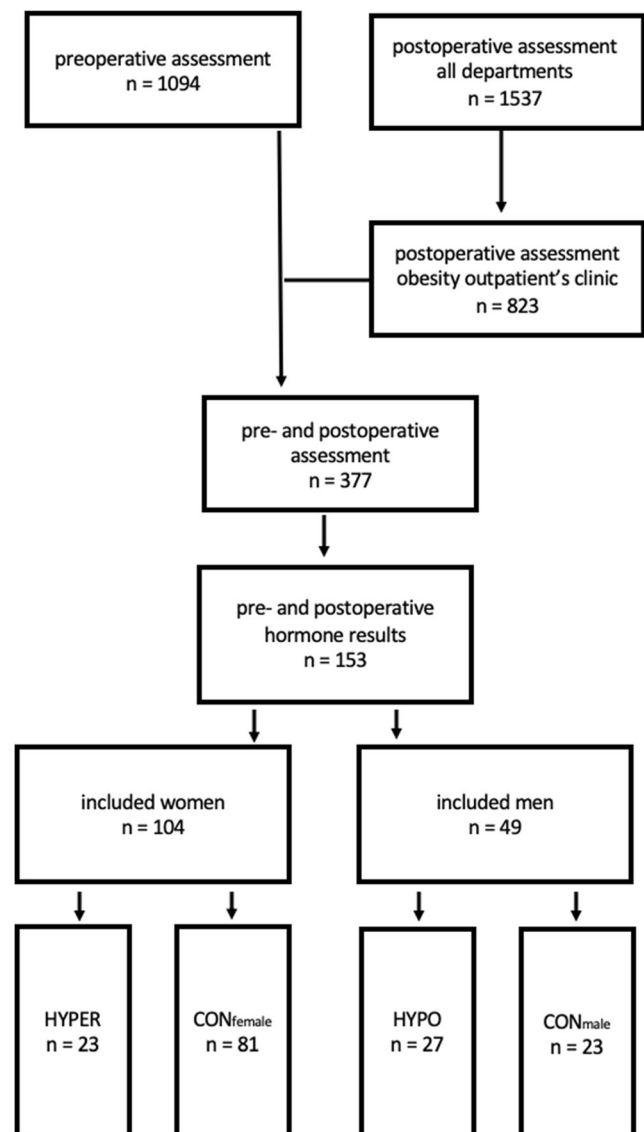 preoperative assessment
n = 1094
postoperative assessment
all departments
n = 1537
postoperative assessment
obesity outpatient's clinic
n = 823
pre- and postoperative
assessment
n = 377
pre- and postoperative
hormone results
n = 153
included women
n = 104
included men
n = 49
HYPER
n = 23
CONfemale
n = 81
HYPO
n = 27
CONmale
n = 23